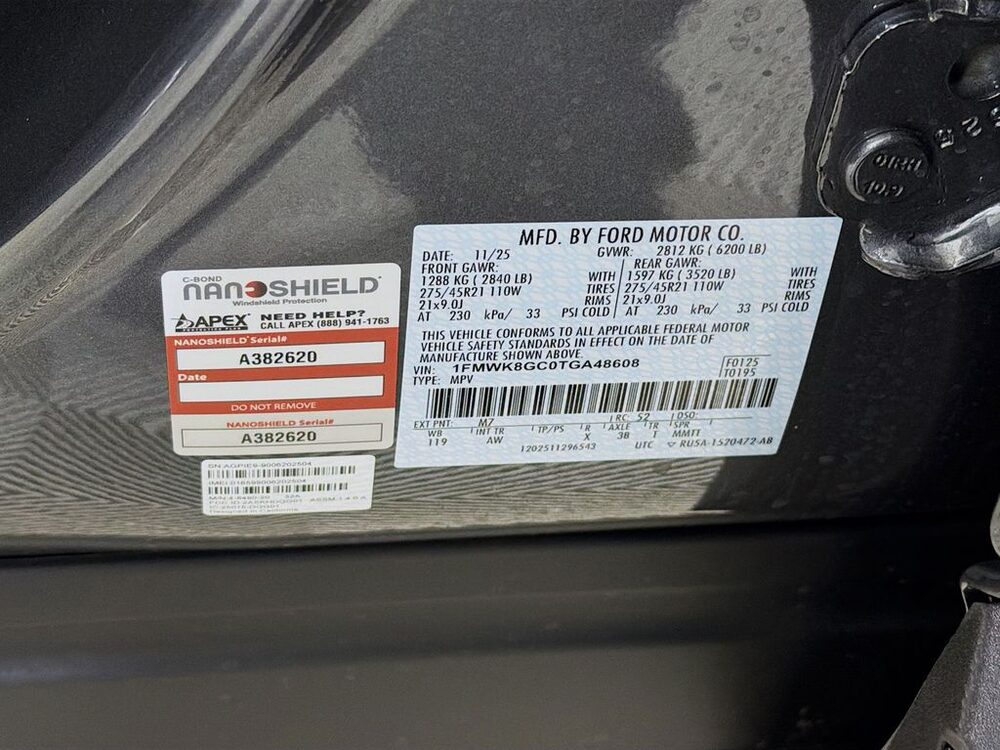 C-BOND
NANOSHIELD
Windshield Protection
APEX
NEED HELP?
CALL APEX (888) 941-1763
NANOSHIELD Serial#
A382620
Date
DO NOT REMOVE
NANOSHIELD Serial#
A382620
Designed in California
MFD. BY FORD MOTOR CO.
DATE: 11/25 GVWR: 2812 KG ( 6200 LB)
FRONT GAWR: REAR GAWR:
1288 KG ( 2840 LB) WITH 1597 KG ( 3520 LB) WITH
275/45R21 110W TIRES 275/45R21 110W TIRES
21x9.0J RIMS 21x9.0J RIMS
AT 230 kPa/ 33 PSI COLD AT 230 kPa/ 33 PSI COLD
THIS VEHICLE CONFORMS TO ALL APPLICABLE FEDERAL MOTOR
VEHICLE SAFETY STANDARDS IN EFFECT ON THE DATE OF
MANUFACTURE SHOWN ABOVE.
VIN: 1FMWK8GC0TGA48608 F0125
TYPE: MPV T0195
EXT PNT: M7 RC: 52 DSO:
WB INT TR TP/PS R AXLE TR SPR
119 AW X 3B T MMTI
1202511296543 UTC RU5A-1520472-AB